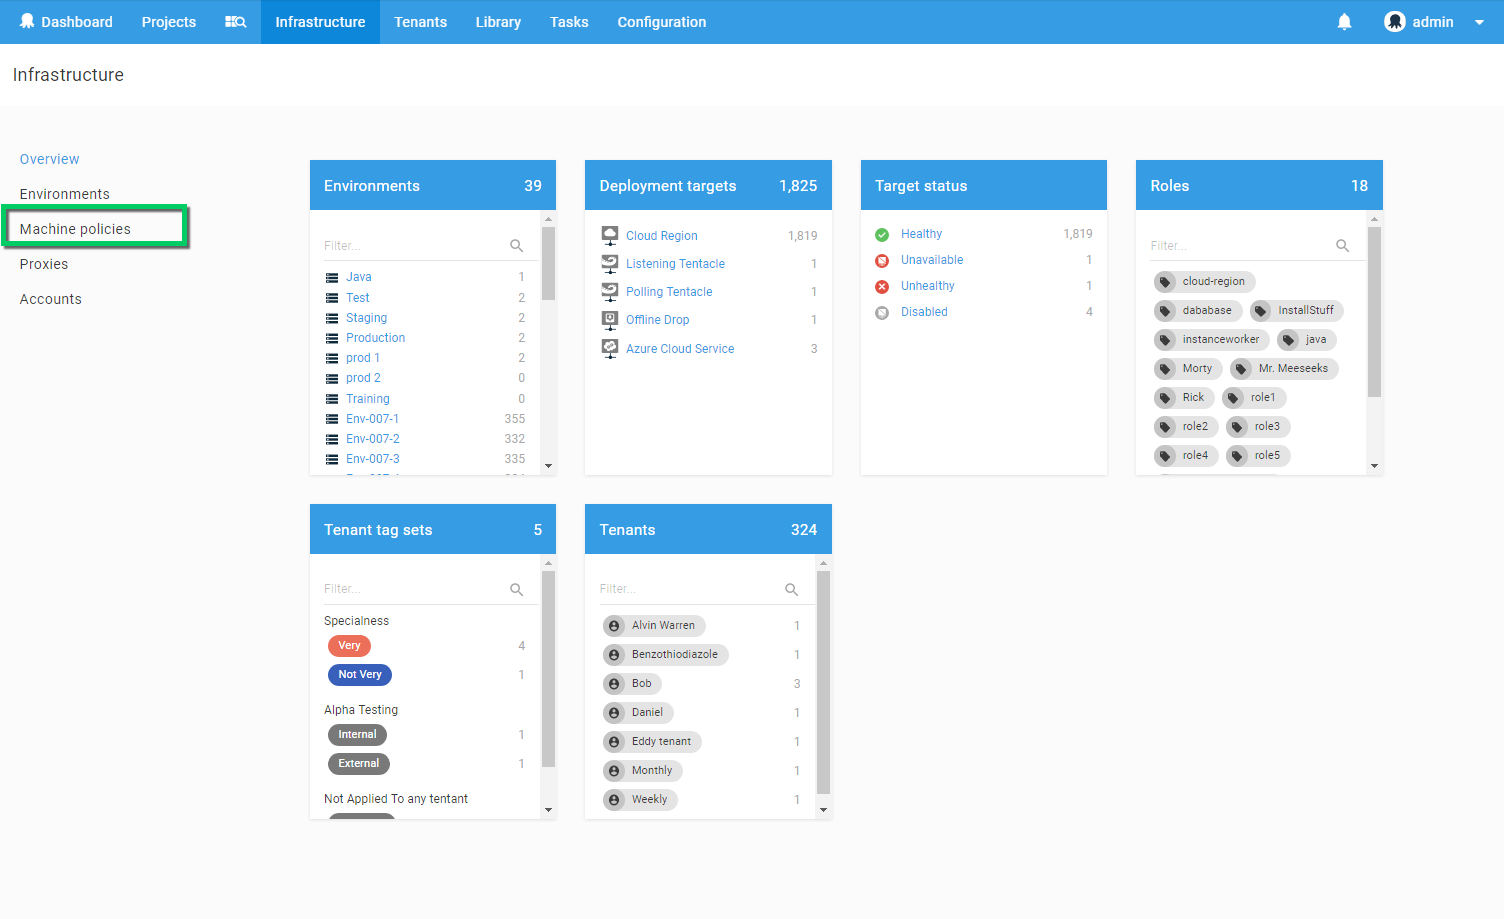 Dashboard Projects Infrastructure Tenants Library Tasks Configuration admin
Infrastructure
Overview
Environments
Machine policies
Proxies
Accounts
Environments 39
Filter...
Java 1
Test 2
Staging 2
Production 2
prod 1 2
prod 2 0
Training 0
Env-007-1 355
Env-007-2 332
Env-007-3 335
Deployment targets 1,825
Cloud Region 1,819
Listening Tentacle 1
Polling Tentacle 1
Offline Drop 1
Azure Cloud Service 3
Target status
Healthy 1,819
Unavailable 1
Unhealthy 1
Disabled 4
Roles 18
Filter...
cloud-region
dababase InstallStuff
instanceworker java
Morty Mr. Meeseeks
Rick role1
role2 role3
role4 role5
Tenant tag sets 5
Filter...
Specialness
Very 4
Not Very 1
Alpha Testing
Internal 1
External 1
Not Applied To any tentant
Tenants 324
Filter...
Alvin Warren 1
Benzothiodiazole 1
Bob 3
Daniel 1
Eddy tenant 1
Monthly 1
Weekly 1